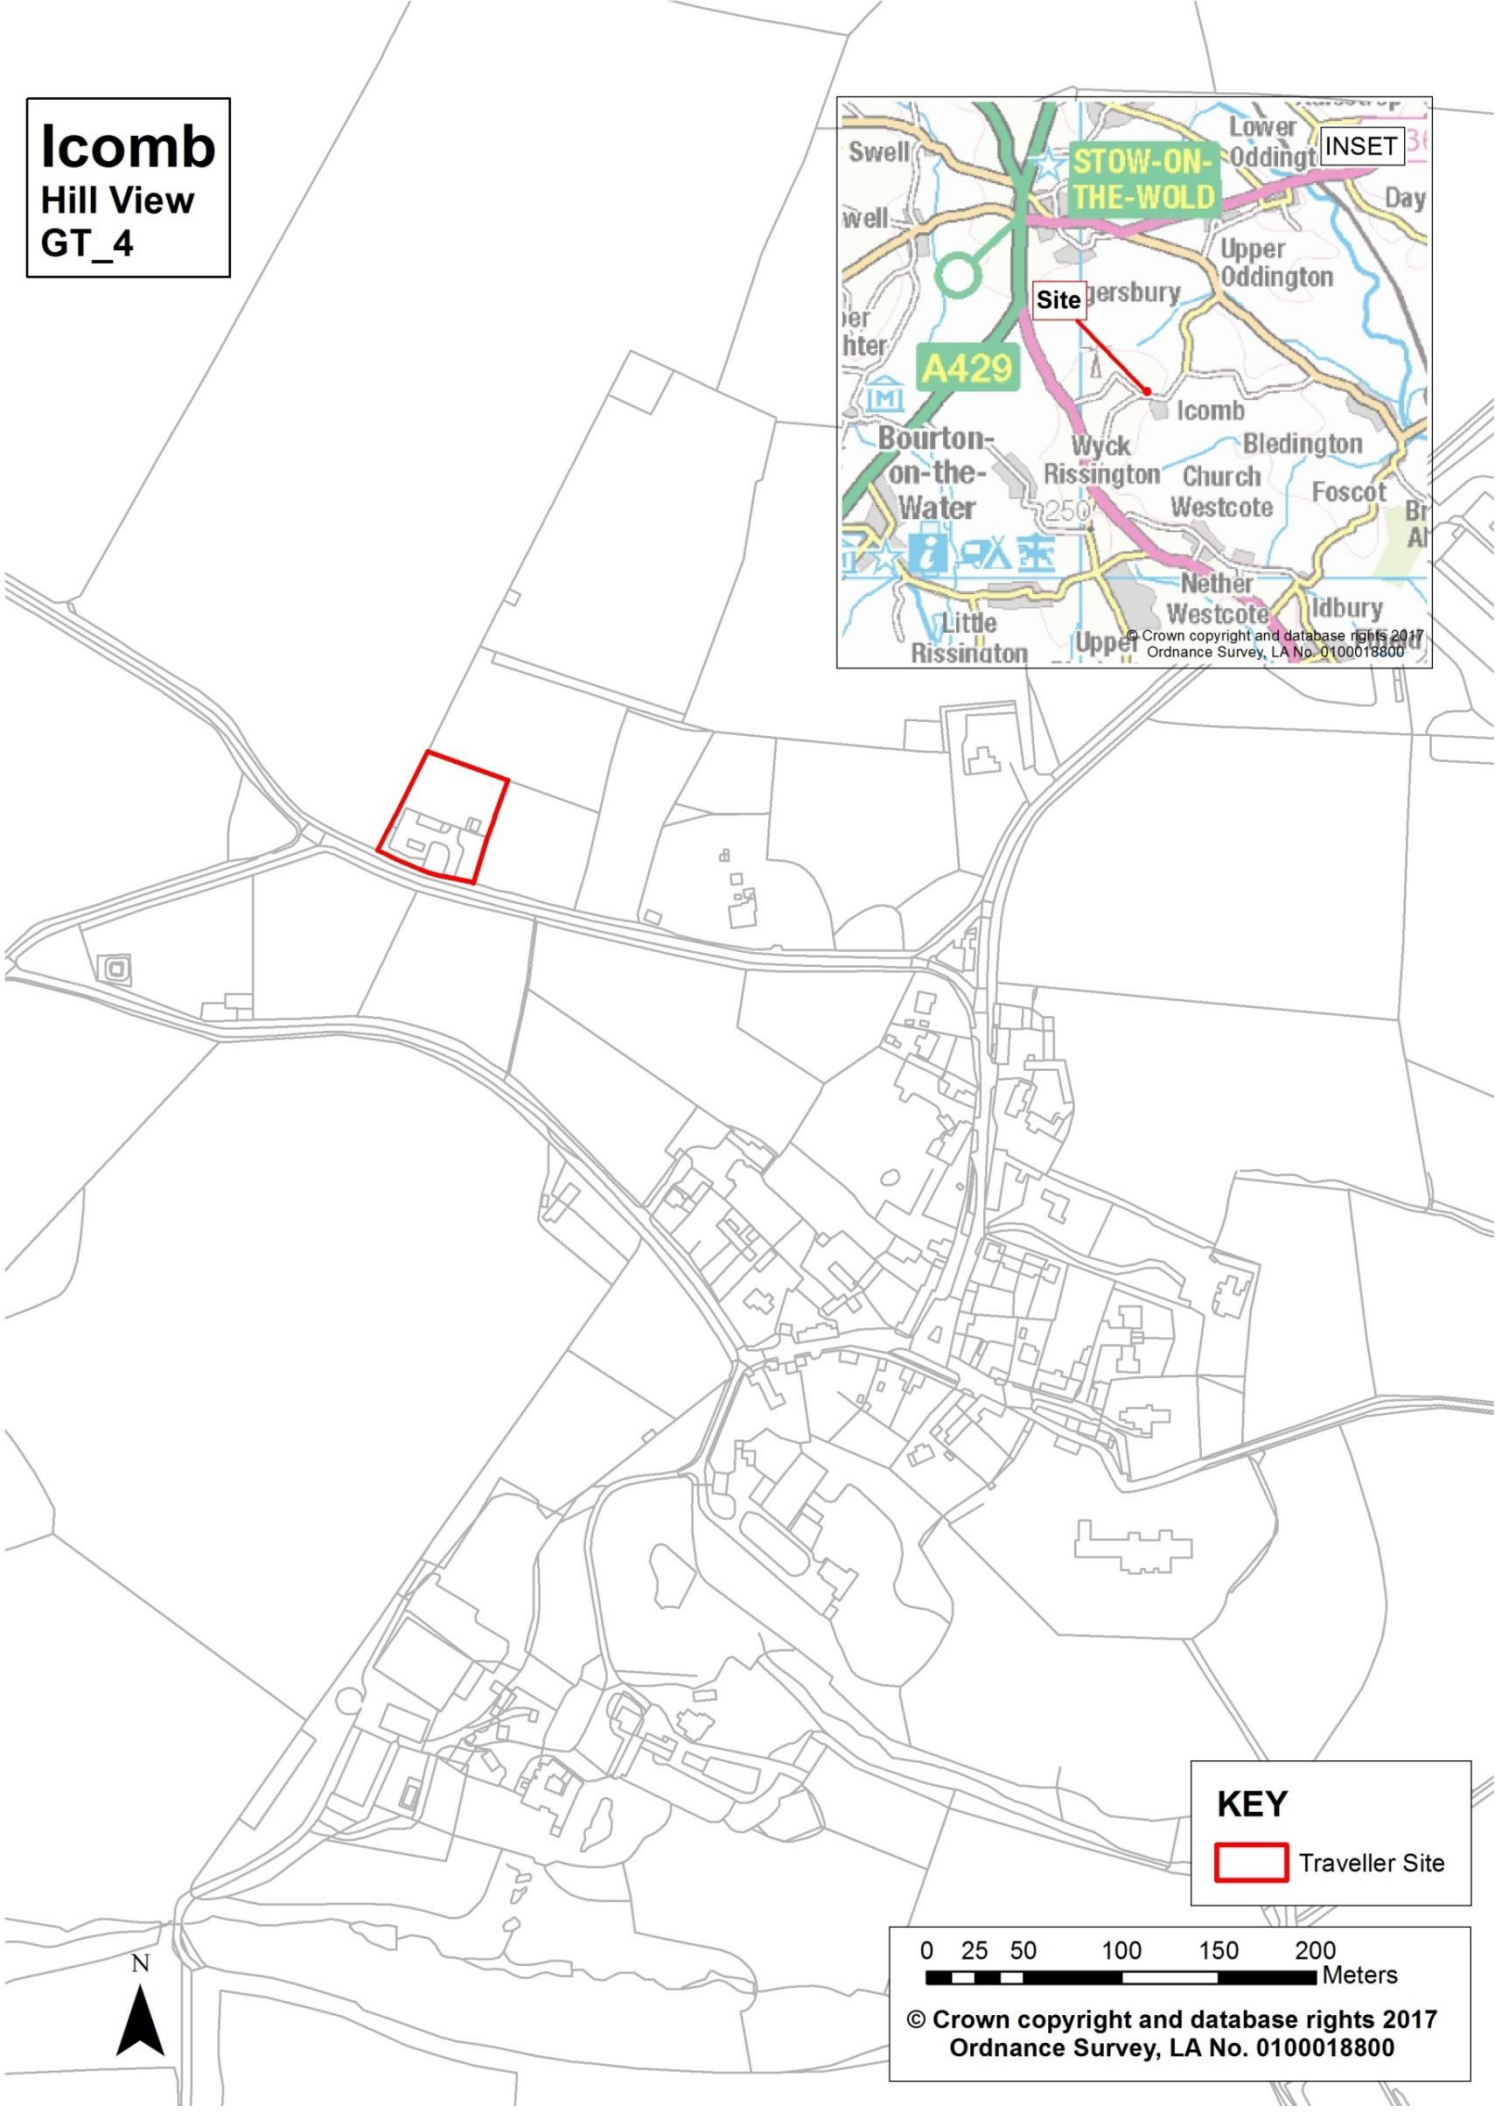 Icomb
Hill View
GT_4
INSET
Swell
STOW-ON-
THE-WOLD
Lower
Oddingt
Day
well
Upper
Oddington
Site
gersbury
per
hter
A429
M
Icomb
Bourton-
on-the-
Water
Wyck
Rissington
Bledington
Church
Westcote
Foscot
250
Br
Al
i
Nether
Westcote
Idbury
Little
Rissington
Upper
© Crown copyright and database rights 2017
Ordnance Survey, LA No. 0100018800
KEY
Traveller Site
N
0 25 50 100 150 200
Meters
© Crown copyright and database rights 2017
Ordnance Survey, LA No. 0100018800